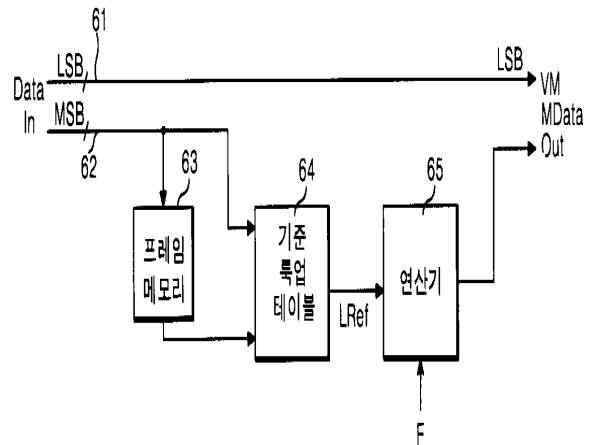 61
LSB
LSB
Data
In
VM
MData
Out
MSB
62
63
64
65
프레임
메모리
기준
룩업
테이블
연산기
LRef
F